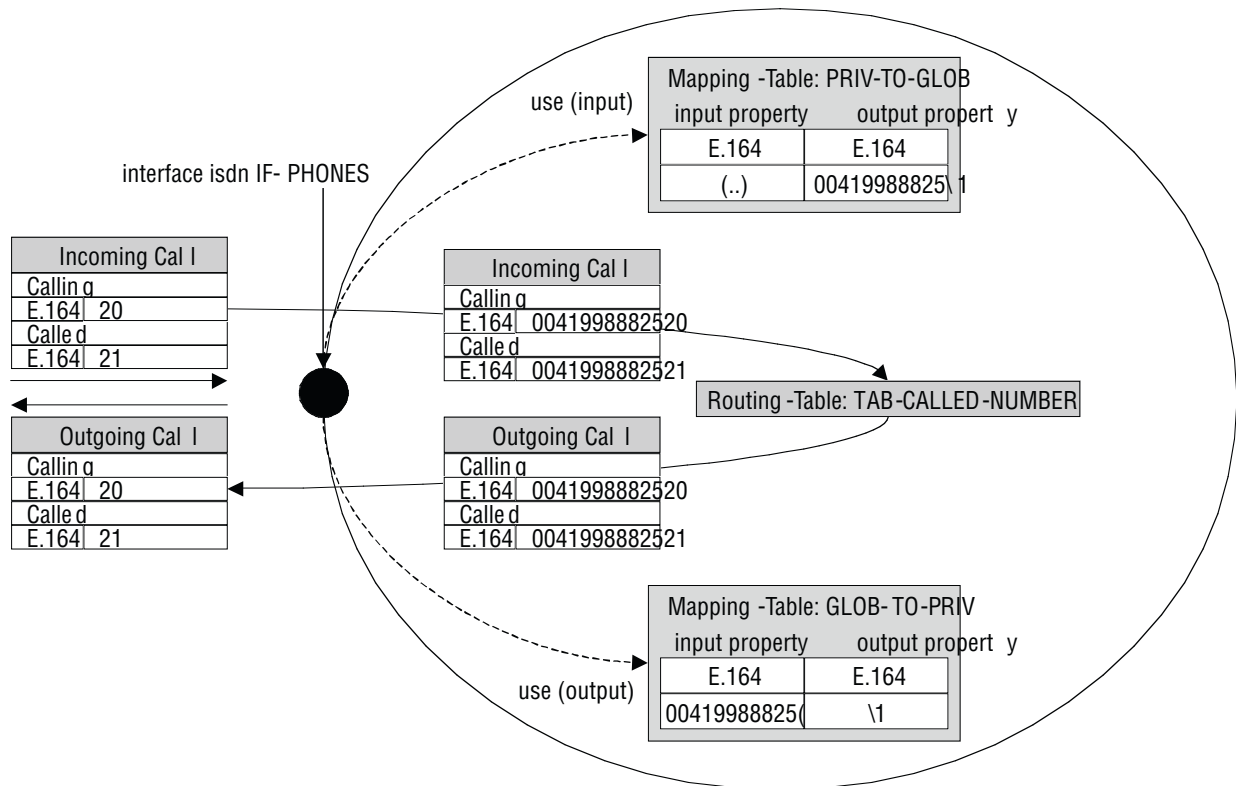 Mapping -Table: PRIV-TO-GLOB
use (input)
input property output propert y
E.164 E.164
(..) 00419988825\ 1
interface isdn IF- PHONES
Incoming Cal l
Callin g
E.164 20
Calle d
E.164 21
Incoming Cal l
Callin g
E.164 0041998882520
Calle d
E.164 0041998882521
Routing -Table: TAB-CALLED-NUMBER
Outgoing Cal l
Callin g
E.164 20
Calle d
E.164 21
Outgoing Cal l
Callin g
E.164 0041998882520
Calle d
E.164 0041998882521
Mapping -Table: GLOB- TO-PRIV
input property output propert y
use (output)
E.164 E.164
00419988825( \1